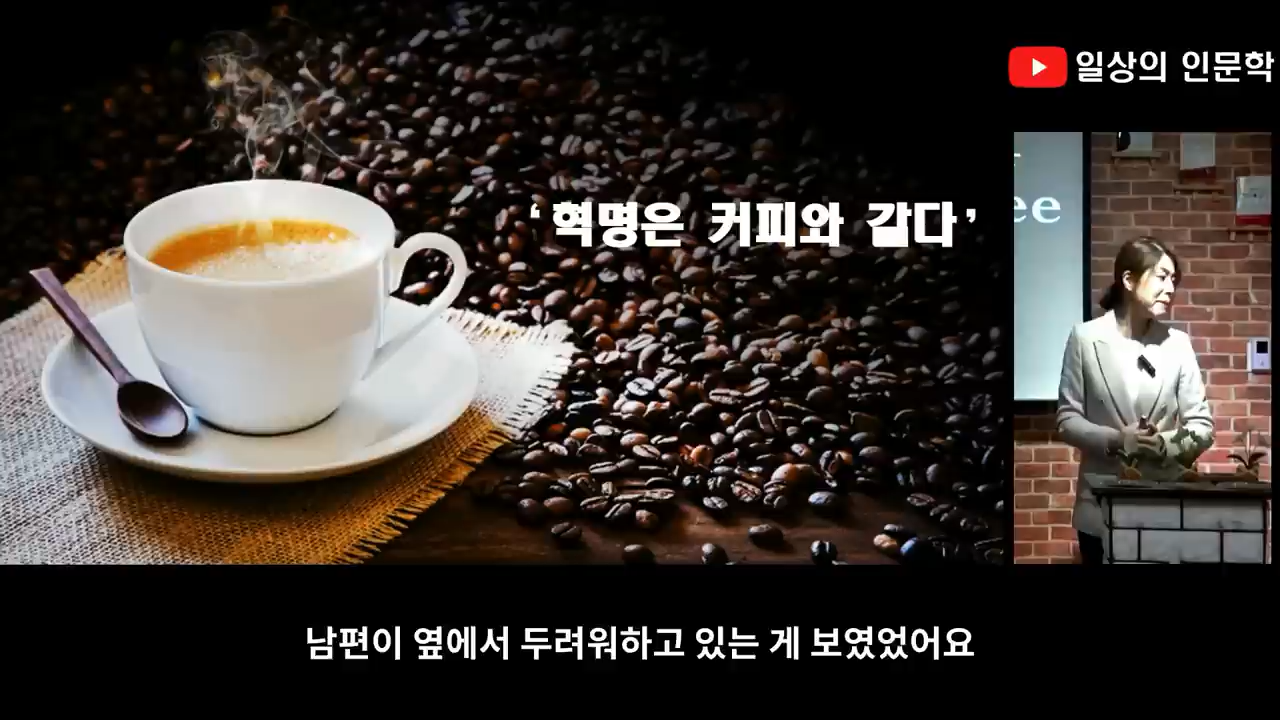 일상의 인문학
‘혁명은 커피와 같다’
ee
남편이 옆에서 두려워하고 있는 게 보였었어요